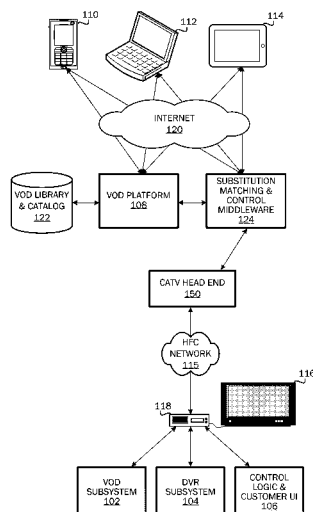 110
112
114
INTERNET
120
VOD LIBRARY
& CATALOG
122
VOD PLATFORM
108
SUBSTITUTION
MATCHING &
CONTROL
MIDDLEWARE
124
CATV HEAD END
150
HFC
NETWORK
115
116
118
VOD
SUBSYSTEM
102
DVR
SUBSYSTEM
104
CONTROL
LOGIC &
CUSTOMER UI
106